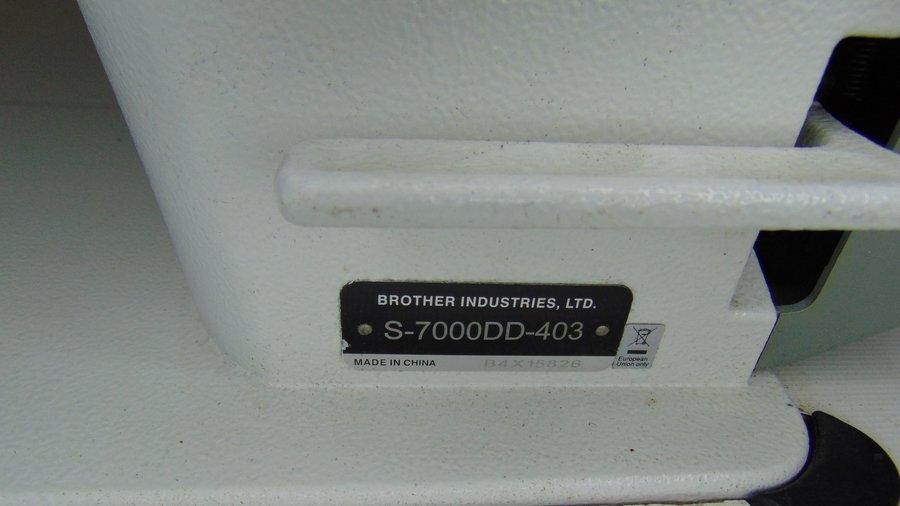 BROTHER INDUSTRIES, LTD.
S-7000DD-403
MADE IN CHINA B4X15826
European
Union only